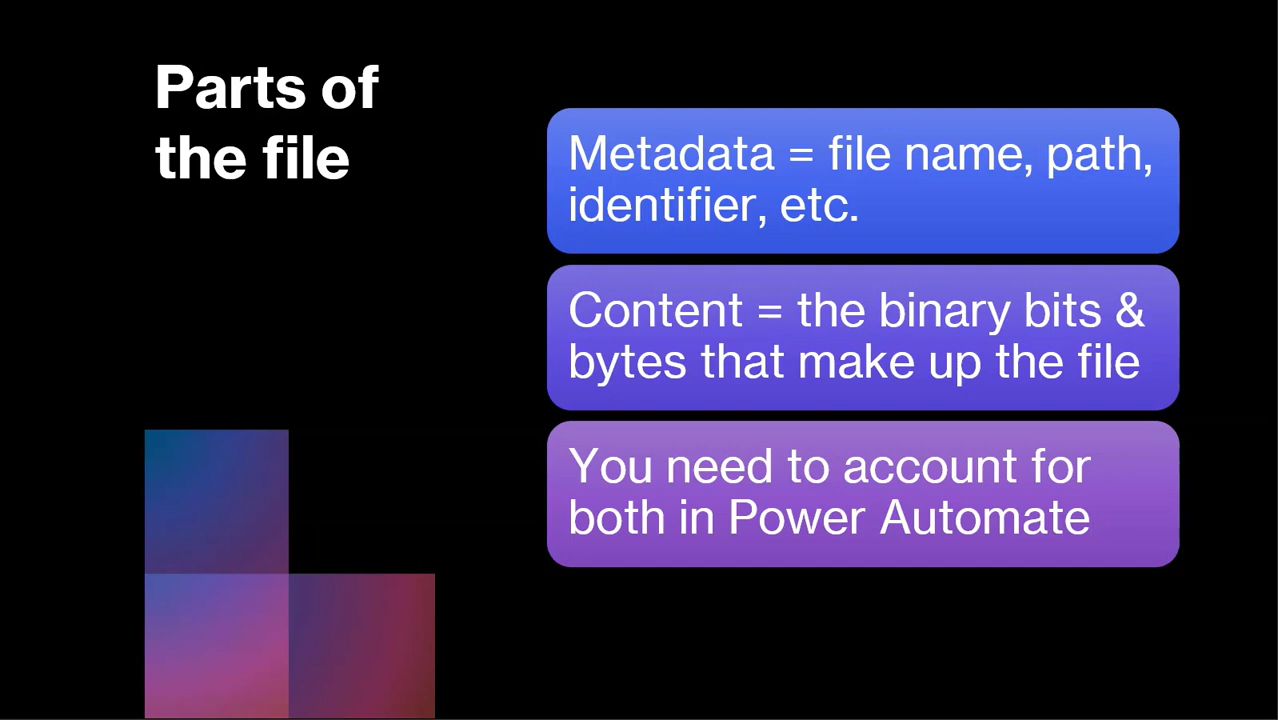 Parts of
the file
Metadata = file name, path,
identifier, etc.
Content = the binary bits &
bytes that make up the file
You need to account for
both in Power Automate